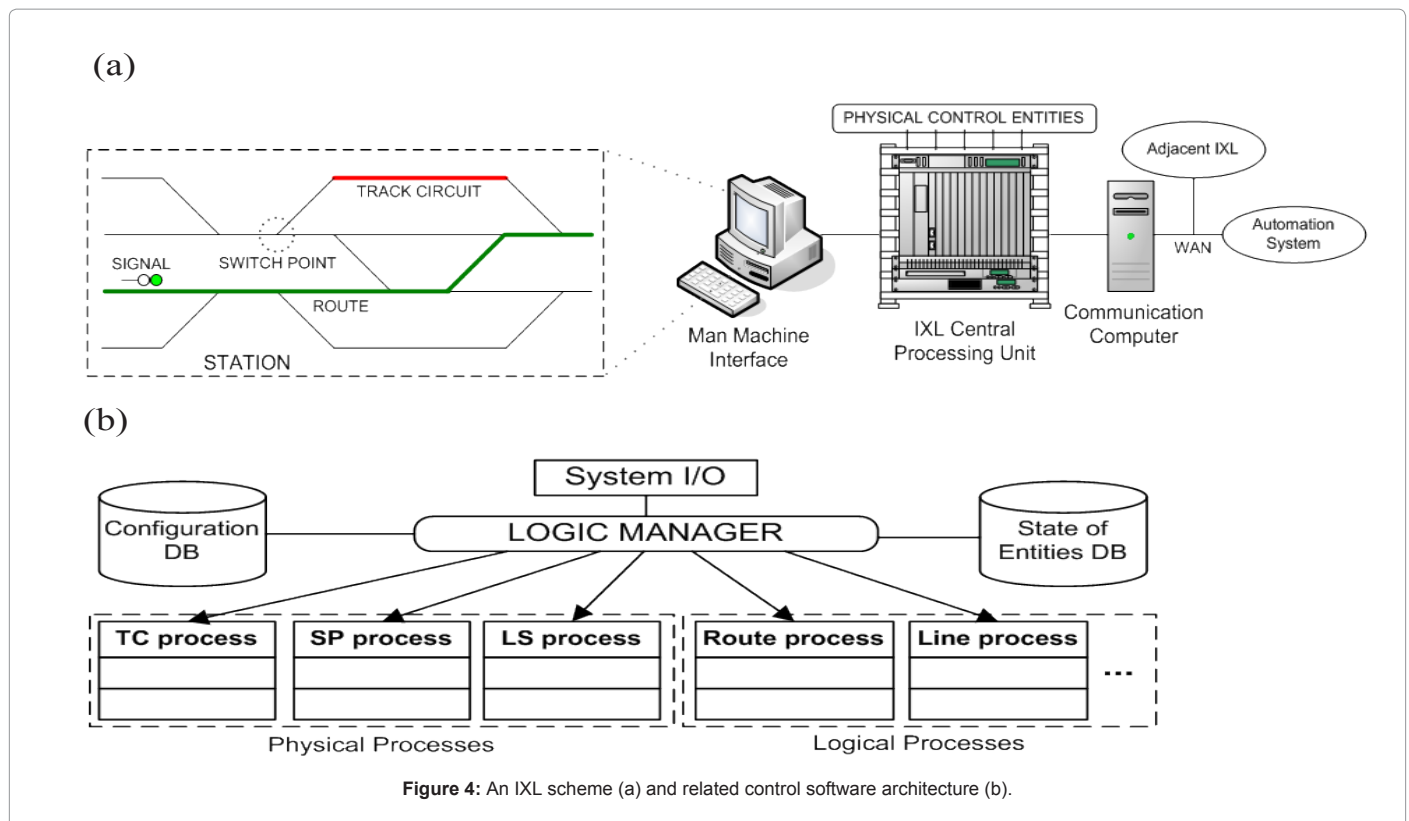 (a)
PHYSICAL CONTROL ENTITIES
Adjacent IXL
TRACK CIRCUIT
Automation
System
WAN
SIGNAL
SWITCH POINT
ROUTE
STATION
Man Machine
Interface
IXL Central
Processing Unit
Communication
Computer
(b)
System I/O
Configuration
DB
LOGIC MANAGER
State of
Entities DB
TC process
SP process
LS process
Route process
Line process
...
Physical Processes
Logical Processes
Figure 4: An IXL scheme (a) and related control software architecture (b).